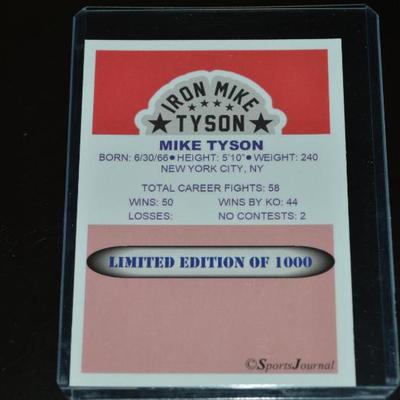 IRON MIKE
TYSON
MIKE TYSON
BORN: 6/30/66●HEIGHT: 5'10"●WEIGHT: 240
NEW YORK CITY, NY
TOTAL CAREER FIGHTS: 58
WINS: 50 WINS BY KO: 44
LOSSES: NO CONTESTS: 2
LIMITED EDITION OF 1000
©SportsJournal